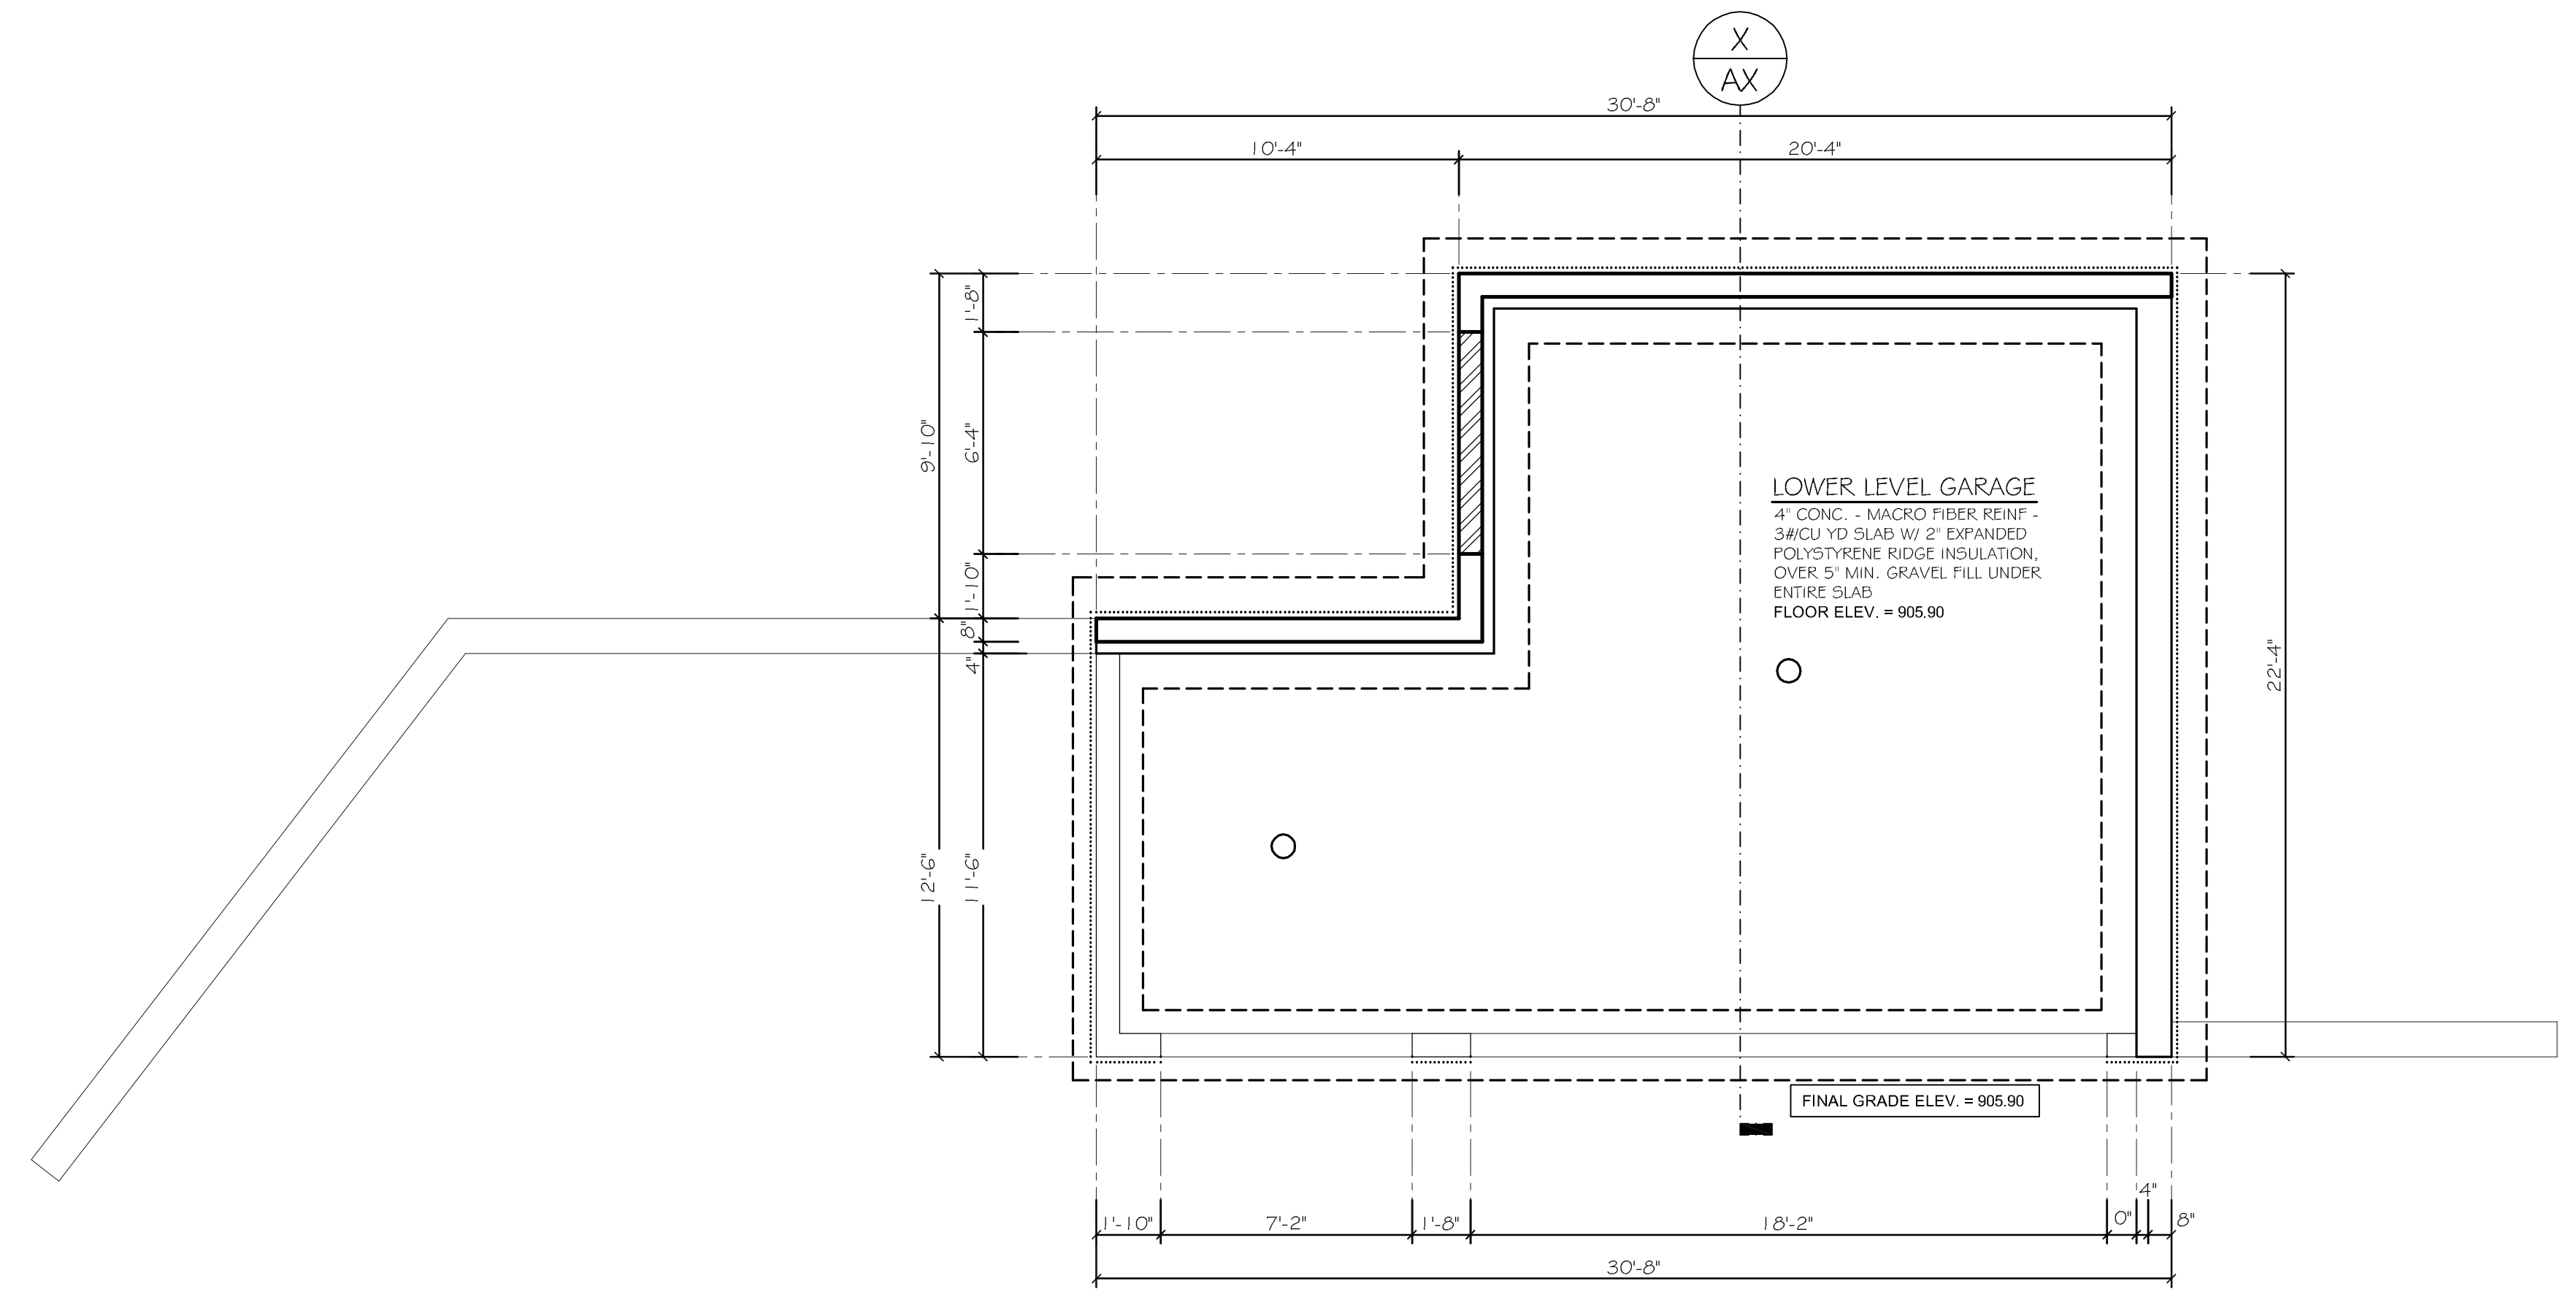 X
AX
30'-8"
10'-4"
20'-4"
1'-8"
9'-10"
6'-4"
1'-10"
8"
4"
12'-6"
11'-6"
22'-4"
LOWER LEVEL GARAGE
4" CONC. - MACRO FIBER REINF -
3#/CU YD SLAB W/ 2" EXPANDED
POLYSTYRENE RIDGE INSULATION,
OVER 5" MIN. GRAVEL FILL UNDER
ENTIRE SLAB
FLOOR ELEV. = 905.90
FINAL GRADE ELEV. = 905.90
4"
1'-10"
7'-2"
1'-8"
18'-2"
0"
8"
30'-8"